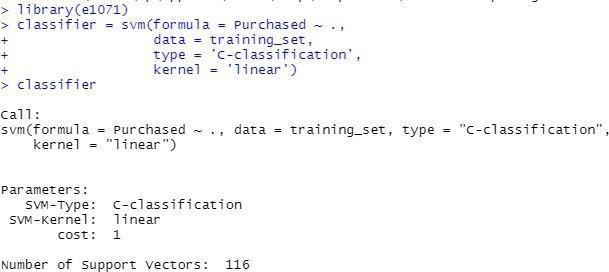 > library(e1071)
> classifier = svm(formula = Purchased ~ .,
+                  data = training_set,
+                  type = 'C-classification',
+                  kernel = 'linear')
> classifier
Call:
svm(formula = Purchased ~ ., data = training_set, type = "C-classification",
    kernel = "linear")
Parameters:
   SVM-Type:  C-classification
 SVM-Kernel:  linear
       cost:  1
Number of Support Vectors:  116